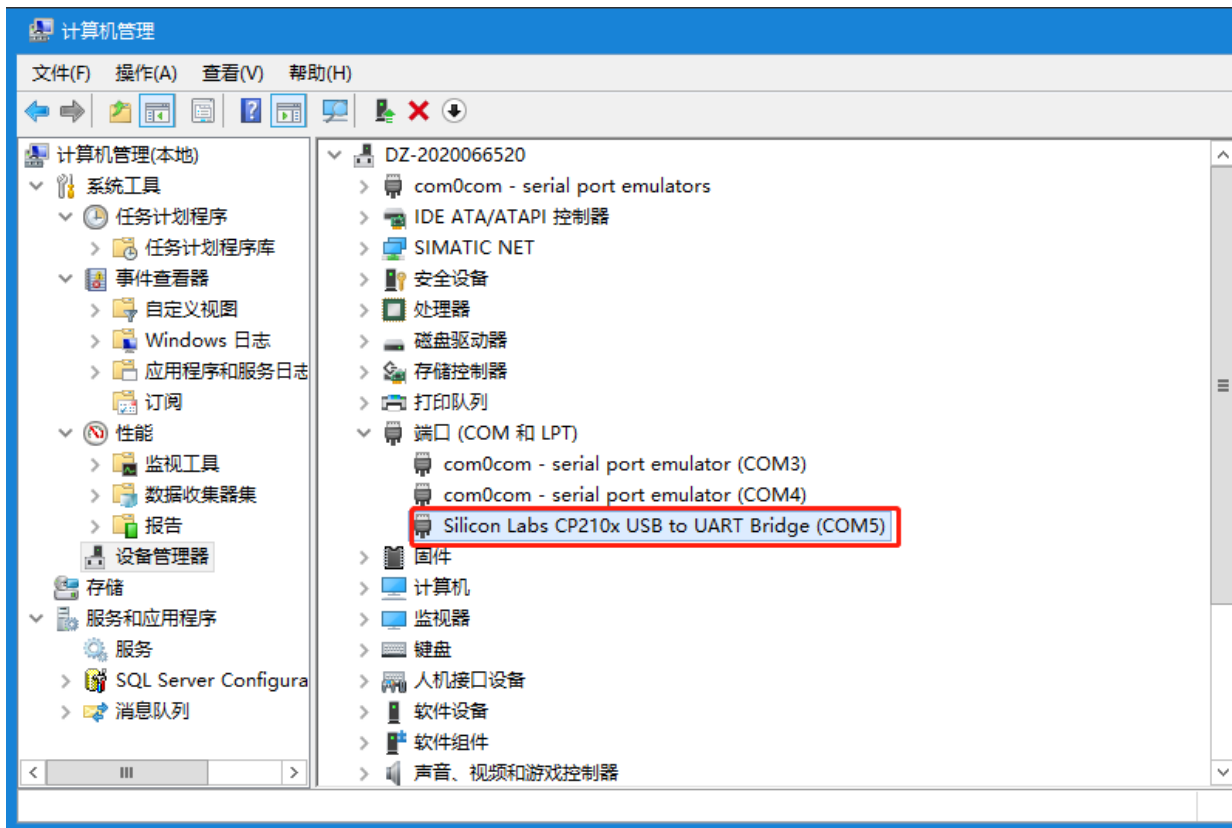 计算机管理
文件(F) 操作(A) 查看(V) 帮助(H)
计算机管理(本地)
系统工具
任务计划程序
任务计划程序库
事件查看器
自定义视图
Windows 日志
应用程序和服务日志
订阅
性能
监视工具
数据收集器集
报告
设备管理器
存储
服务和应用程序
服务
SQL Server Configura
消息队列
DZ-2020066520
com0com - serial port emulators
IDE ATA/ATAPI 控制器
SIMATIC NET
安全设备
处理器
磁盘驱动器
存储控制器
打印队列
端口 (COM 和 LPT)
com0com - serial port emulator (COM3)
com0com - serial port emulator (COM4)
Silicon Labs CP210x USB to UART Bridge (COM5)
固件
计算机
监视器
键盘
人机接口设备
软件设备
软件组件
声音、视频和游戏控制器